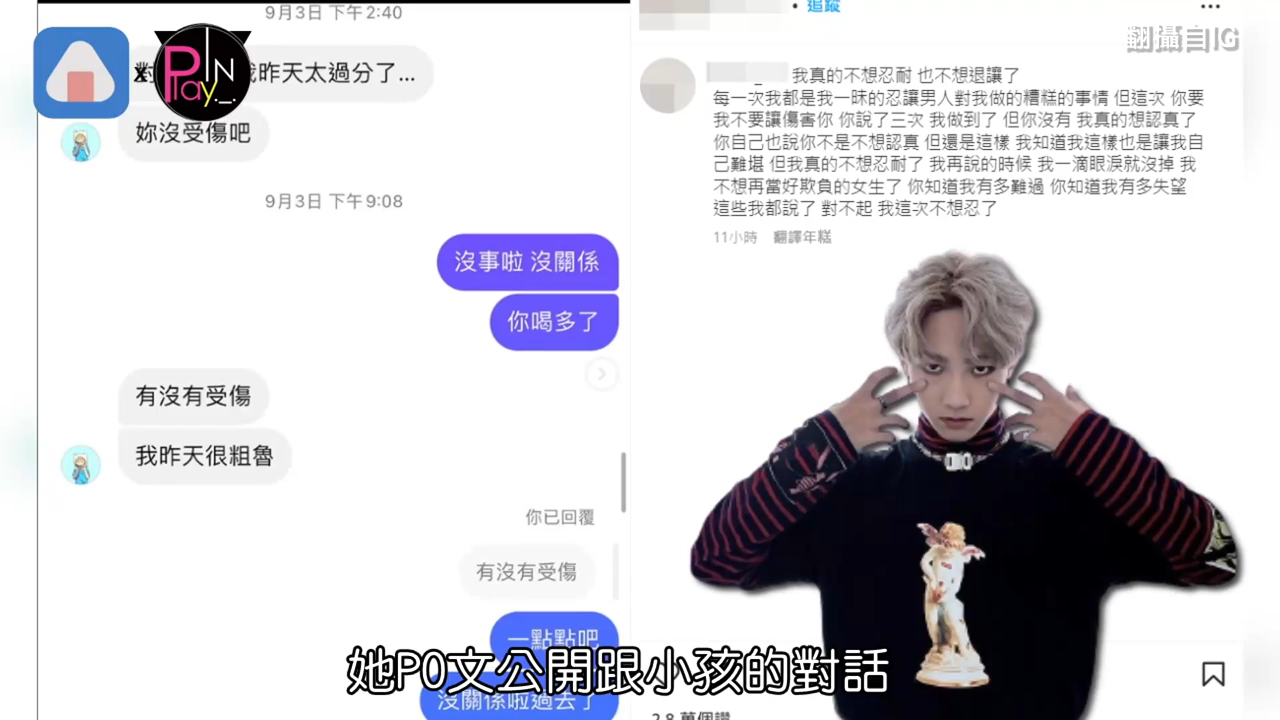 9月3日 下午2:40
對
我昨天太過分了...
妳沒受傷吧
9月3日 下午9:08
沒事啦 沒關係
你喝多了
有沒有受傷
我昨天很粗魯
你已回覆
有沒有受傷
一點點吧
沒關係啦過去了
PLAY IN
• 追蹤
翻攝自IG
我真的不想忍耐 也不想退讓了
每一次我都是我一昧的忍讓男人對我做的糟糕的事情 但這次 你要
我不要讓傷害你 你說了三次 我做到了 但你沒有 我真的想認真了
你自己也說你不是不想認真 但還是這樣 我知道我這樣也是讓我自
己難堪 但我真的不想忍耐了 我再說的時候 我一滴眼淚就沒掉 我
不想再當好欺負的女生了 你知道我有多難過 你知道我有多失望
這些我都說了 對不起 我這次不想忍了
11小時 翻譯年糕
2.8 萬個讚
她PO文公開跟小孩的對話